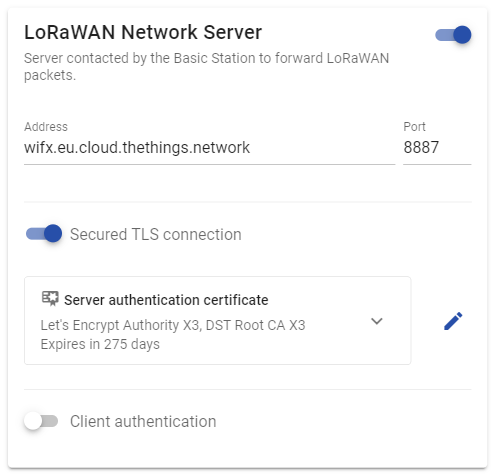 LoRaWAN Network Server
Server contacted by the Basic Station to forward LoRaWAN
packets.
Address
Port
wifx.eu.cloud.thethings.network
8887
Secured TLS connection
Server authentication certificate
Let's Encrypt Authority X3, DST Root CA X3
Expires in 275 days
Client authentication